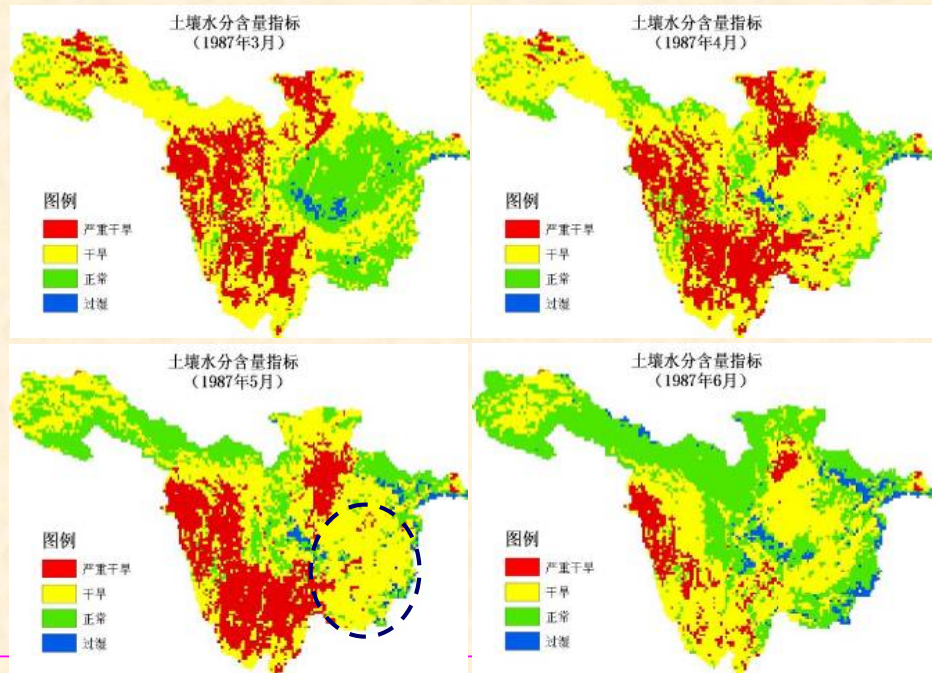 土壤水分含量指标
（1987年3月）
图例
严重干旱
干旱
正常
过湿
土壤水分含量指标
（1987年4月）
图例
严重干旱
干旱
正常
过湿
土壤水分含量指标
（1987年5月）
图例
严重干旱
干旱
正常
过湿
土壤水分含量指标
（1987年6月）
图例
严重干旱
干旱
正常
过湿